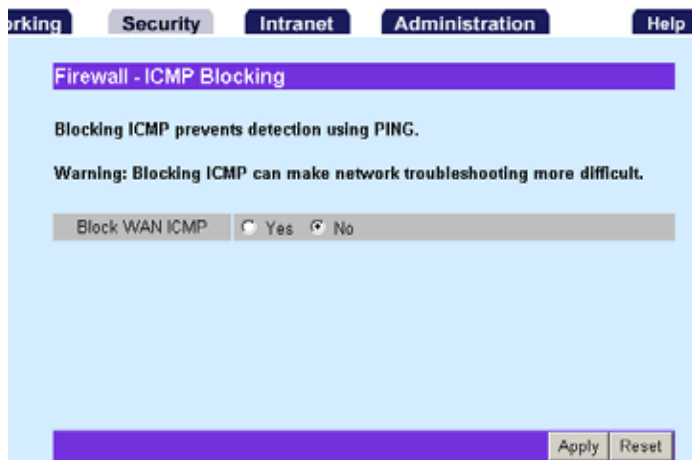 orking Security Intranet Administration Help
Firewall - ICMP Blocking
Blocking ICMP prevents detection using PING.
Warning: Blocking ICMP can make network troubleshooting more difficult.
Block WAN ICMP Yes No
Apply Reset